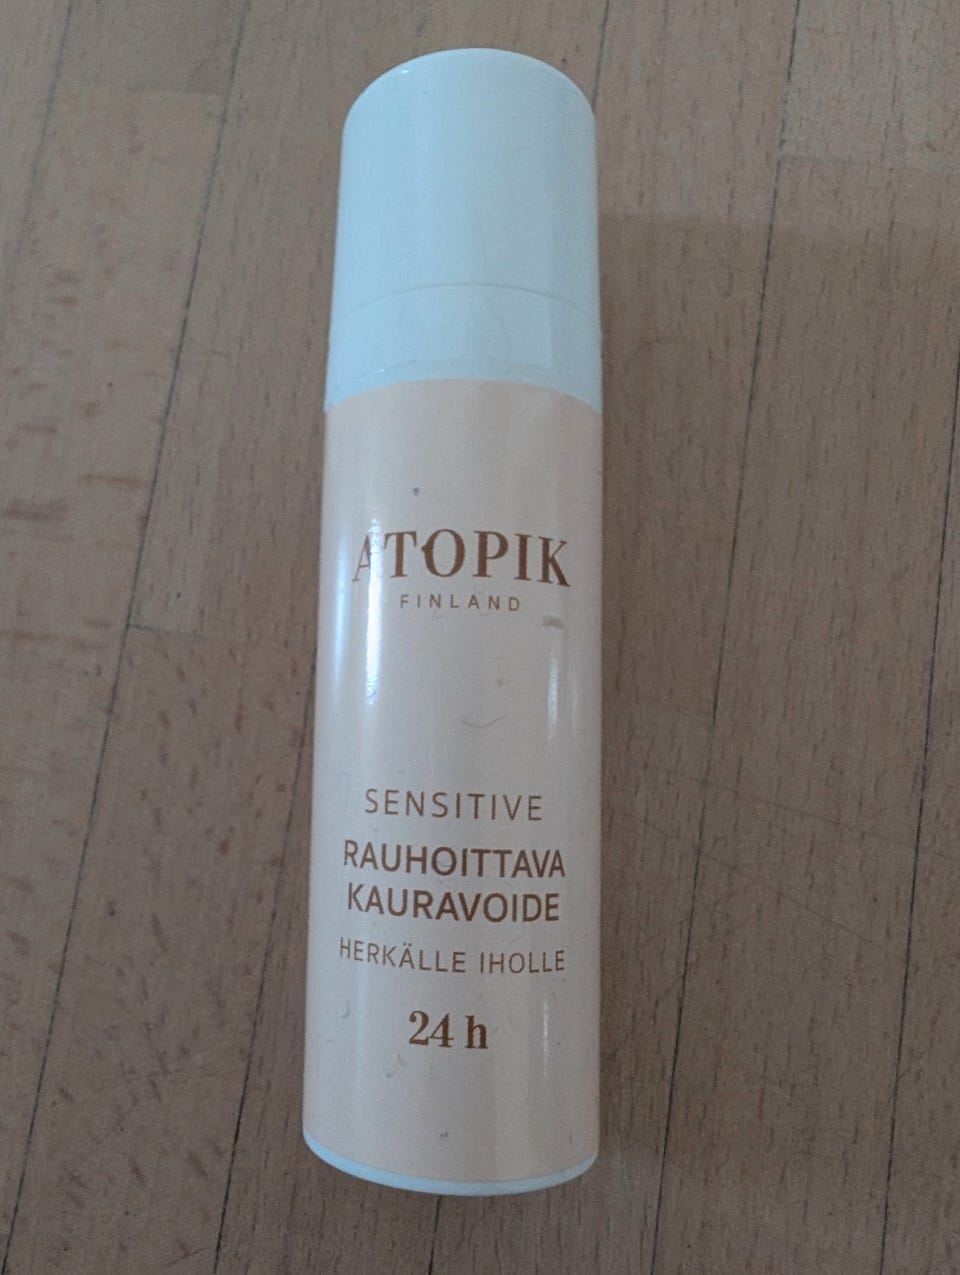 ATOPIK
FINLAND
SENSITIVE
RAUHOITTAVA
KAURAVOIDE
HERKÄLLE IHOLLE
24 h